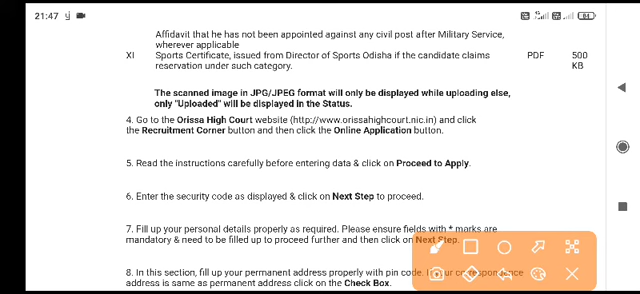 21:47
84
Affidavit that he has not been appointed against any civil post after Military Service,
wherever applicable
XI Sports Certificate, issued from Director of Sports Odisha if the candidate claims PDF 500
reservation under such category. KB
The scanned image in JPG/JPEG format will only be displayed while uploading else,
only "Uploaded" will be displayed in the Status.
4. Go to the Orissa High Court website (http://www.orissahighcourt.nic.in) and click
the Recruitment Corner button and then click the Online Application button.
5. Read the instructions carefully before entering data & click on Proceed to Apply.
6. Enter the security code as displayed & click on Next Step to proceed.
7. Fill up your personal details properly as required. Please ensure fields with * marks are
mandatory & need to be filled up to proceed further and then click on Next Step.
8. In this section, fill up your permanent address properly with pin code. If your correspondence
address is same as permanent address click on the Check Box.